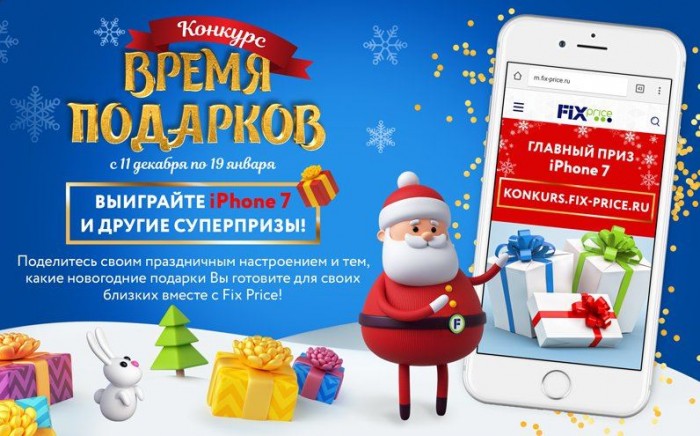 Конкурс
ВРЕМЯ
ПОДАРКОВ
с 11 декабря по 19 января
ВЫИГРАЙТЕ iPhone 7
И ДРУГИЕ СУПЕРПРИЗЫ!
Поделитесь своим праздничным настроением и тем,
какие новогодние подарки Вы готовите для своих
близких вместе с Fix Price!
m.fix-price.ru
FiXprice
ГЛАВНЫЙ ПРИЗ
iPhone 7
KONKURS.FIX-PRICE.RU
F